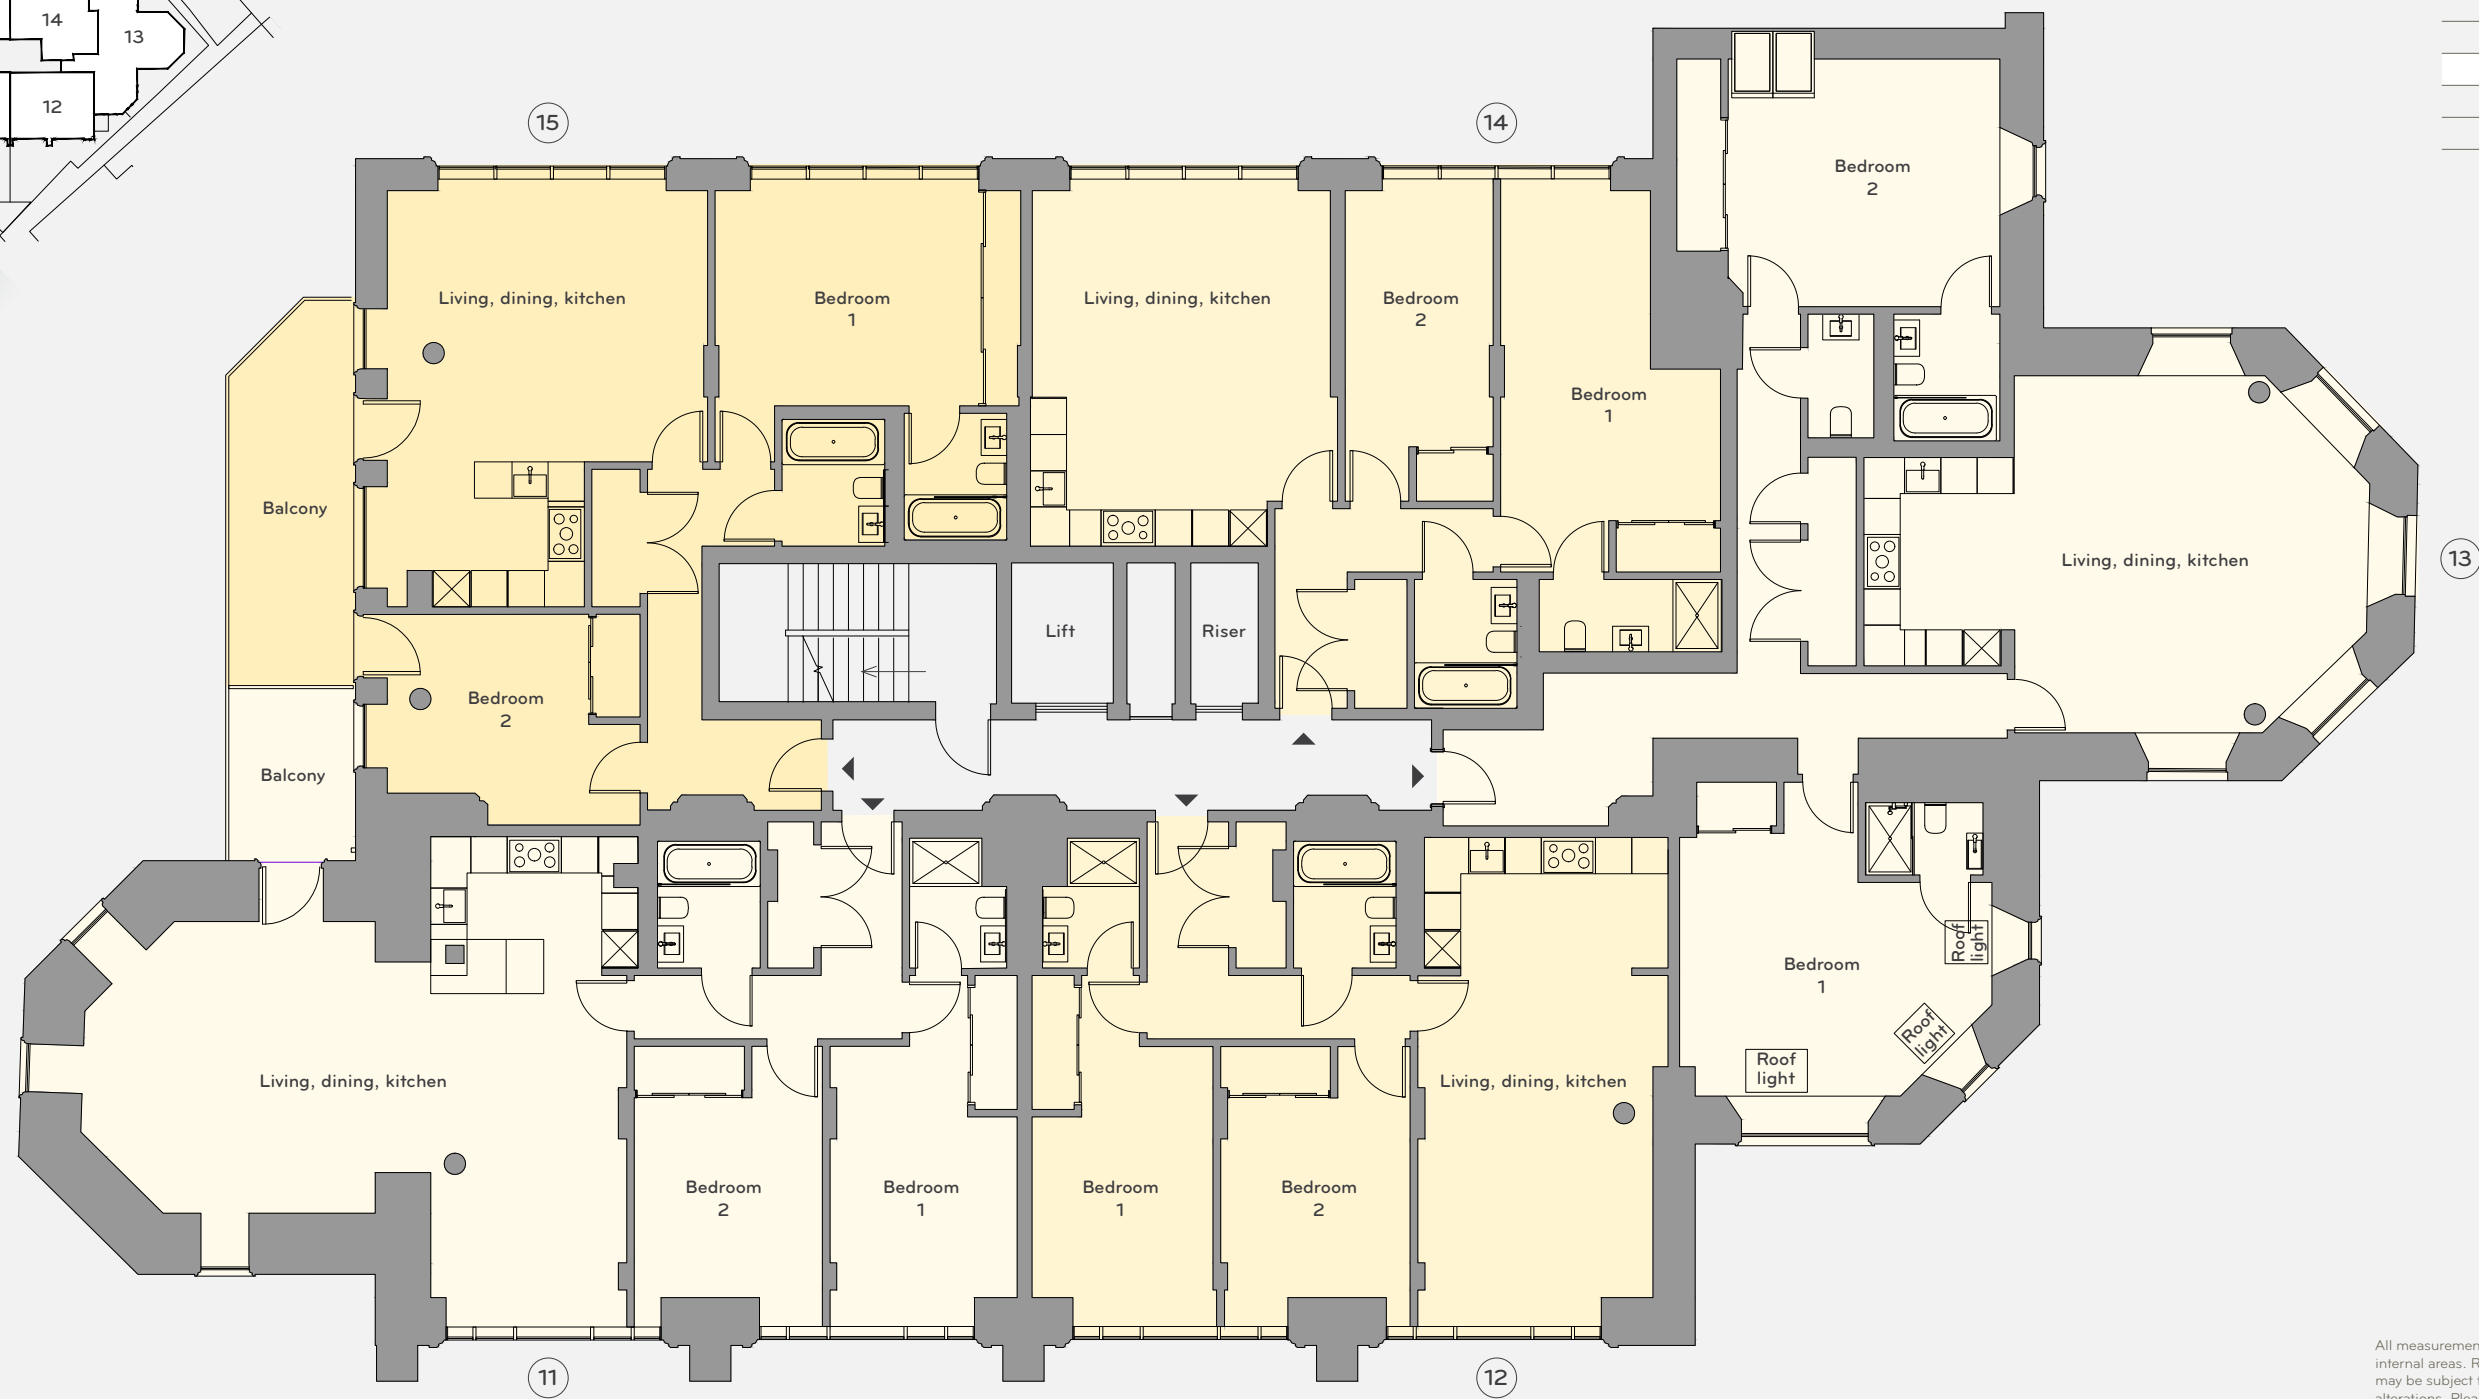 14
13
12
15
14
Bedroom
2
Living, dining, kitchen
Bedroom
1
Living, dining, kitchen
Bedroom
2
Bedroom
1
Balcony
Living, dining, kitchen
13
Lift
Riser
Bedroom
2
Balcony
Roof
light
Bedroom
1
Roof
light
Roof
light
Living, dining, kitchen
Living, dining, kitchen
Bedroom
2
Bedroom
1
Bedroom
1
Bedroom
2
11
12
All
internal areas.
may be subject